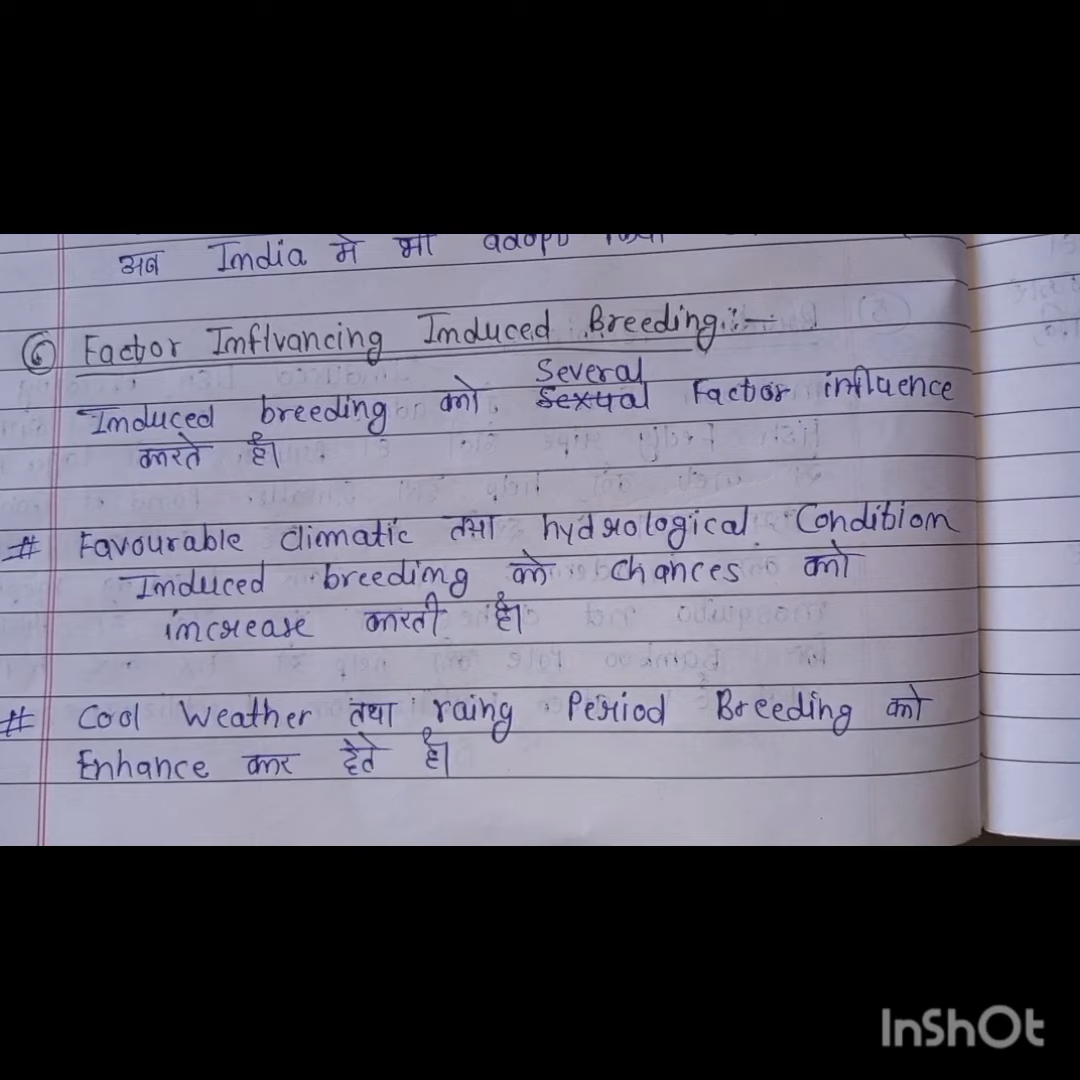 अब India मे भी adopt
⑥ Factor Inflvancing Induced Breeding :-
Several
Induced breeding को Sexual Factor influence
करते है।
# Favourable climatic तथा hydrological Condition
Induced breeding के chances को
increase करती है।
# Cool Weather तथा raing Period Breeding को
Enhance कर देते है।
InShOt